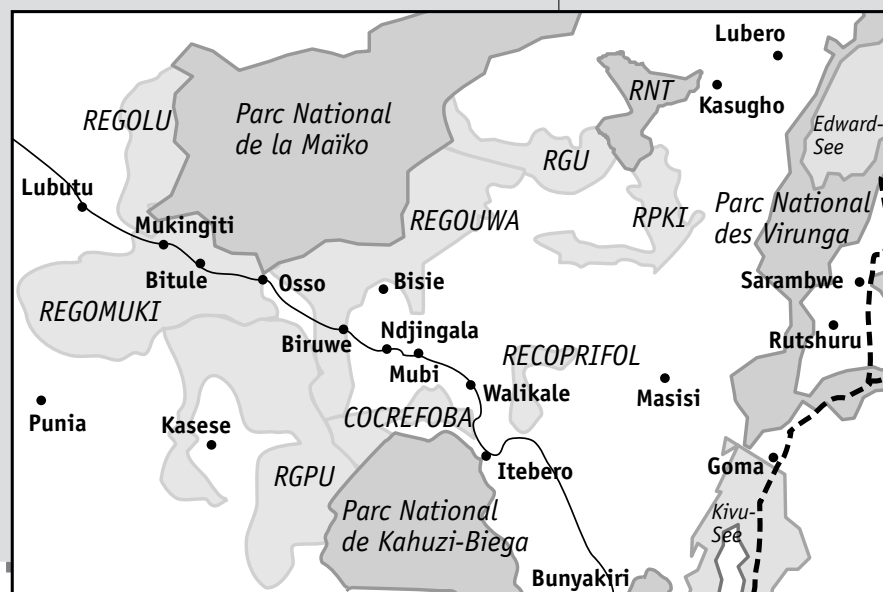 Lubero
RNT
Kasugho
REGOLU
Parc National
de la Maïko
Edward-
See
RGU
Lubutu
Parc National
des Virunga
REGOUWA
RPKI
Mukingiti
Bitule
Osso
Bisie
Sarambwe
REGOMUKI
Biruwe
Ndjingala
Rutshuru
Mubi
RECOPRIFOL
Walikale
Masisi
Punia
Kasese
COCREFOBA
Goma
RGPU
Itebero
Parc National
de Kahuzi-Biega
Kivu-
See
Bunyakiri